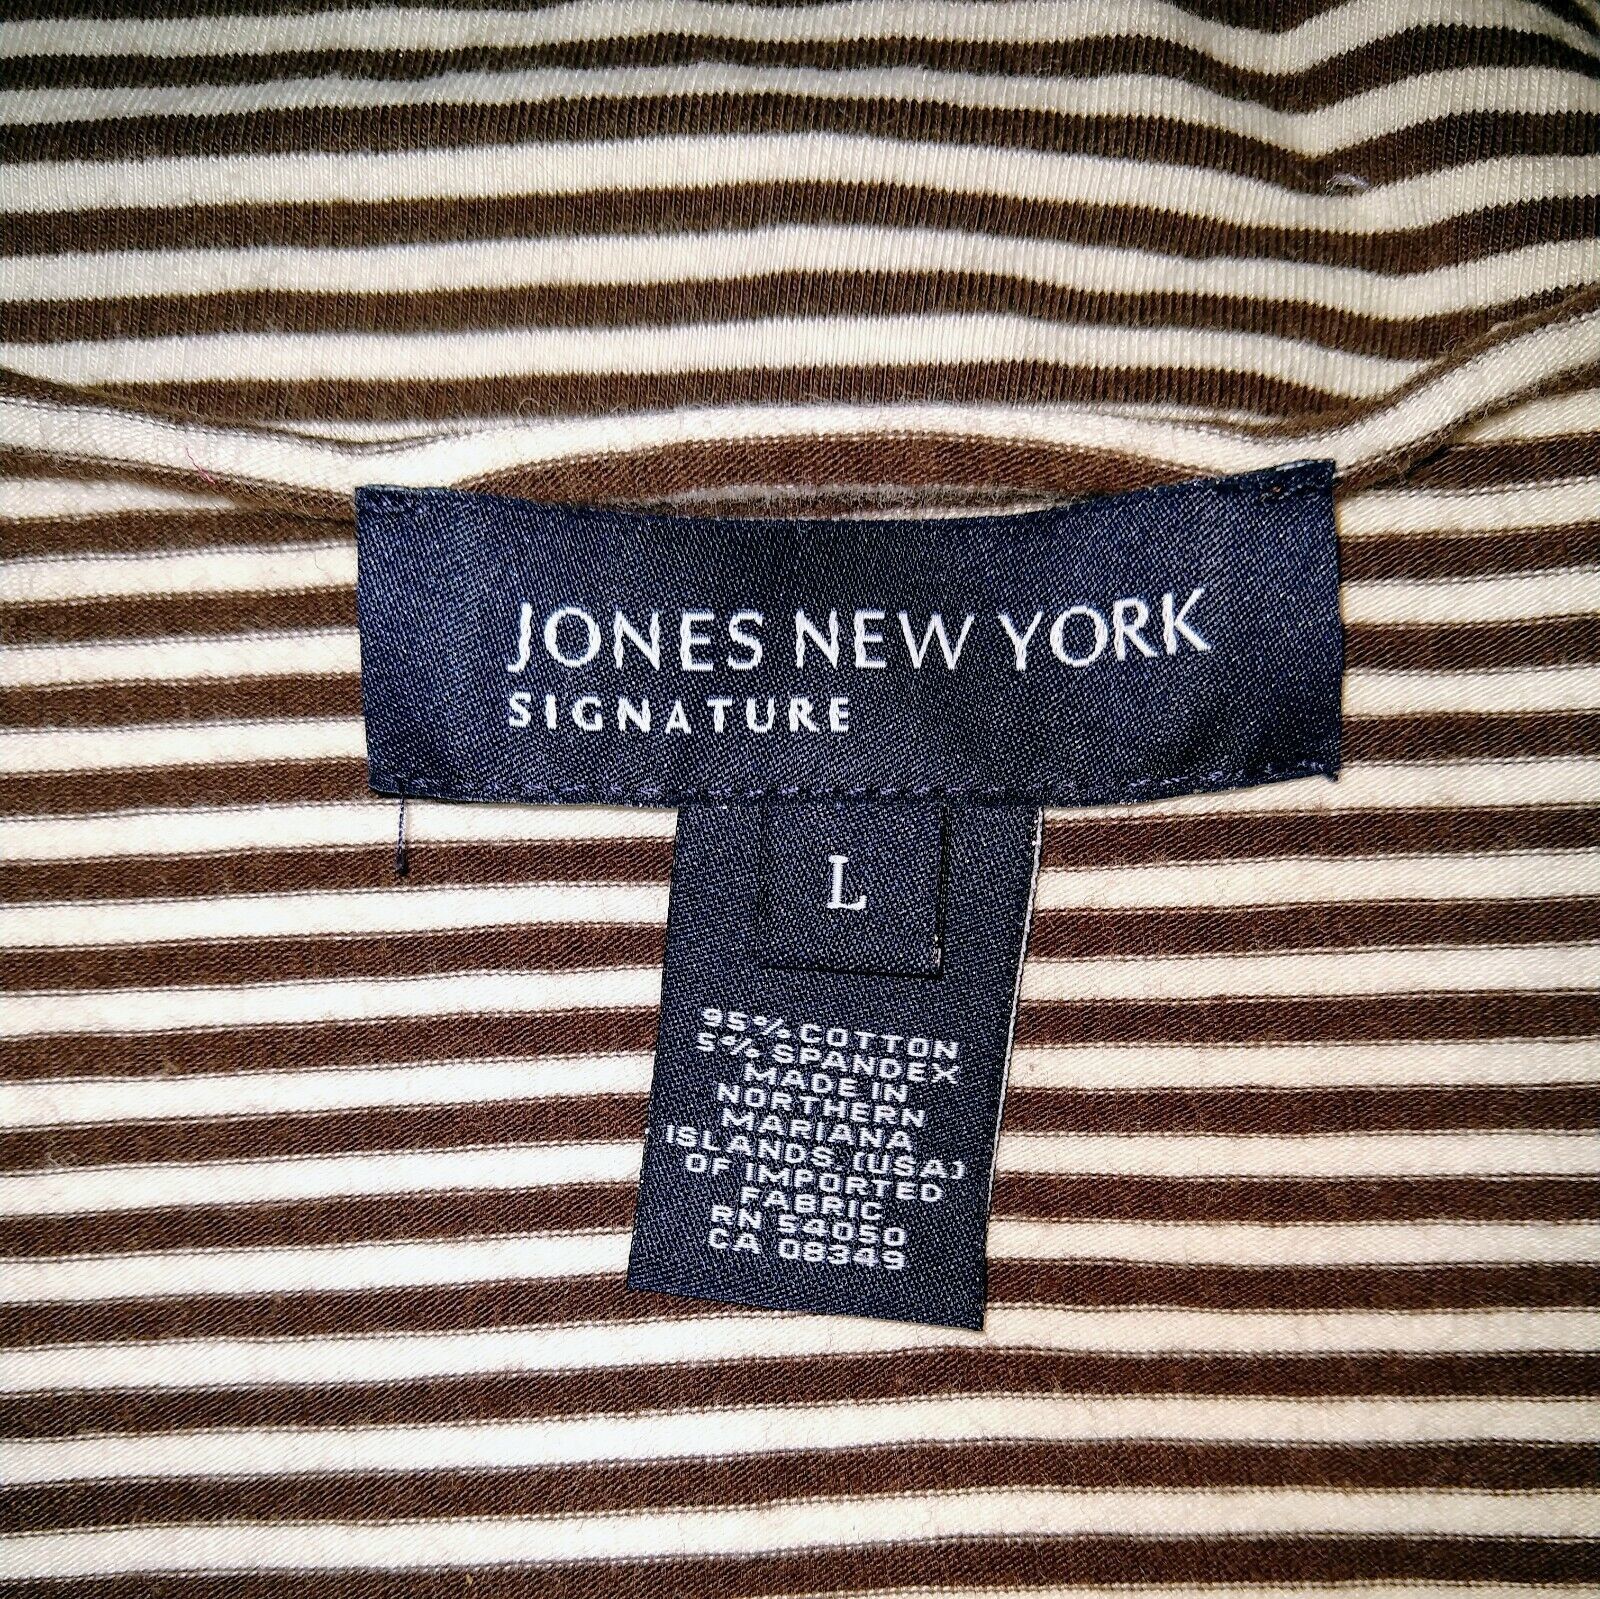 JONES NEW YORK
SIGNATURE
L
95% COTTON
5% SPANDEX
MADE IN
NORTHERN
MARIANA
ISLANDS, (USA)
OF IMPORTED
FABRIC
RN 54050
CA 08349